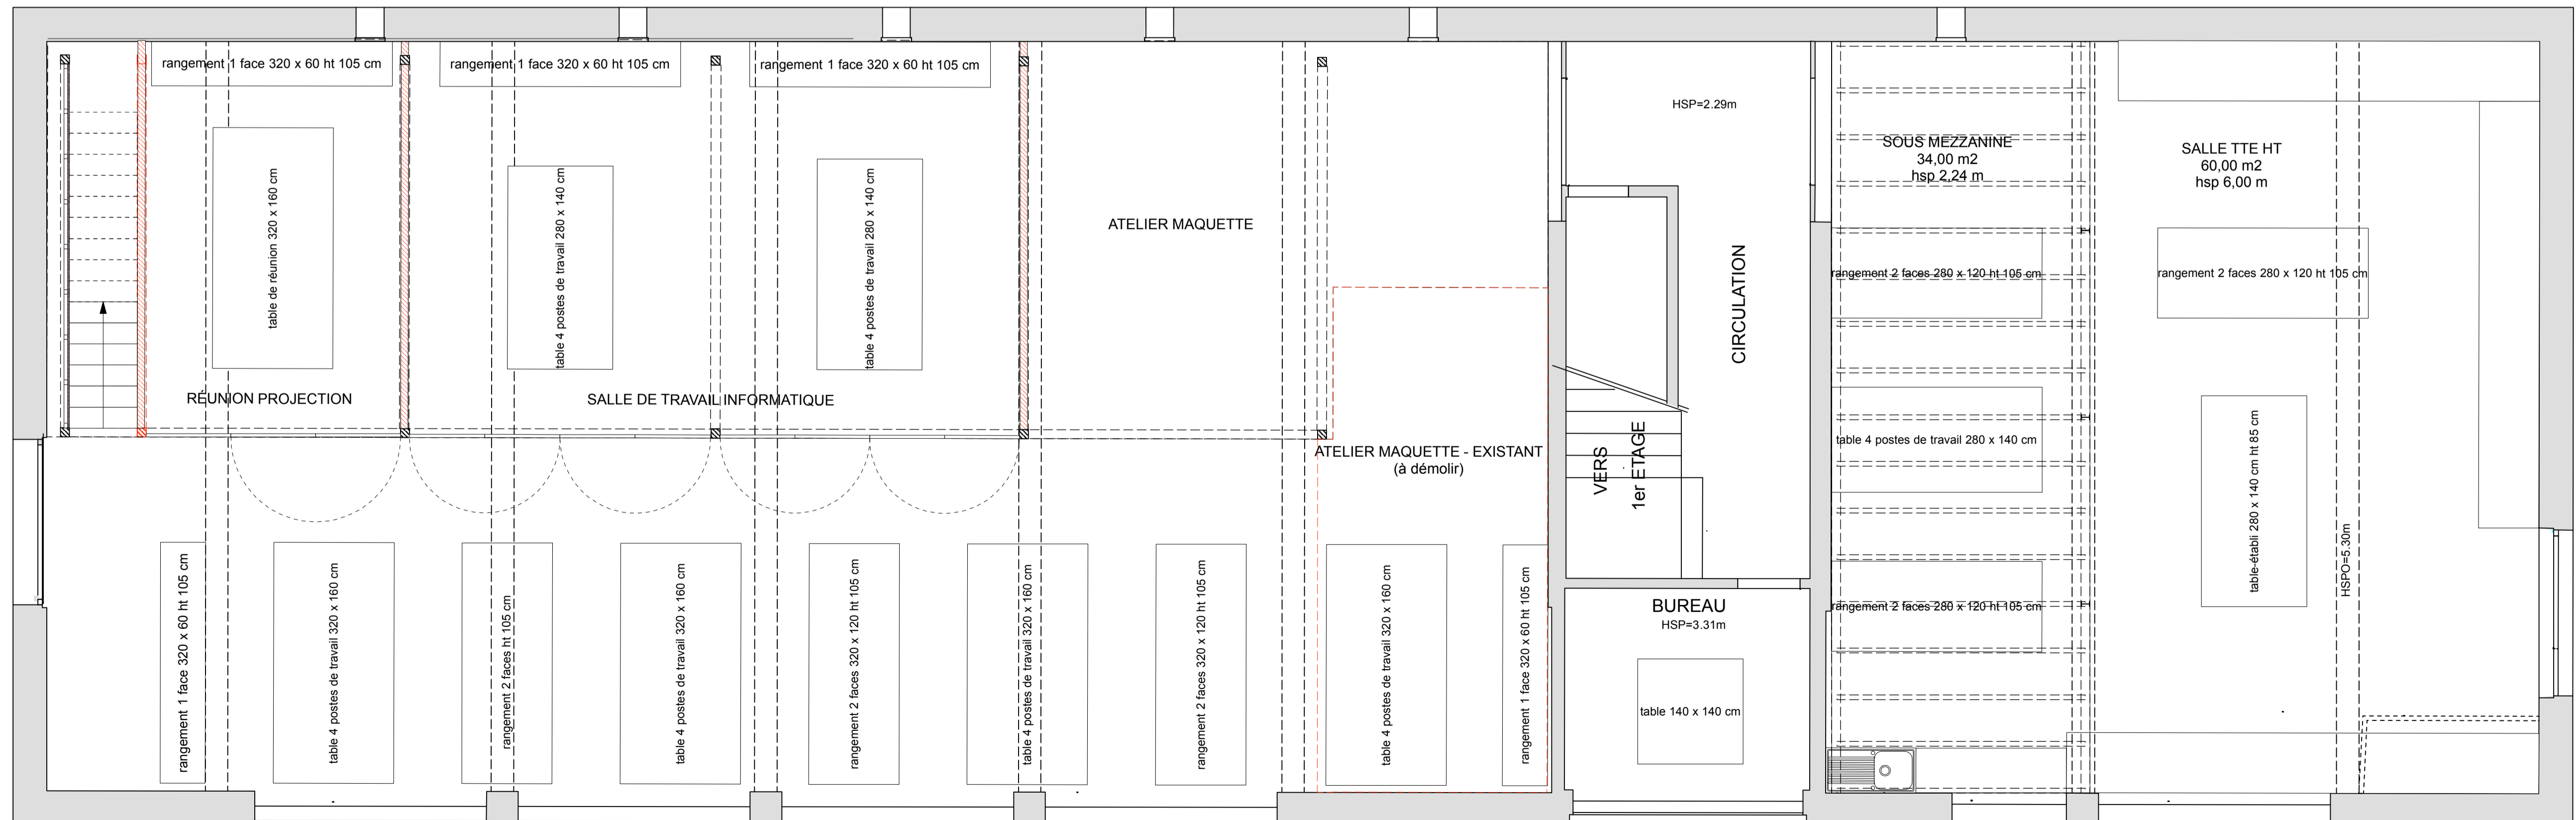 rangement 1 face 320 x 60 ht 105 cm
rangement 1 face 320 x 60 ht 105 cm
rangement 1 face 320 x 60 ht 105 cm
HSP=2.29m
SOUS MEZZANINE
34,00 m2
hsp 2,24 m
SALLE TTE HT
60,00 m2
hsp 6,00 m
table de réunion 320 x 160 cm
table 4 postes de travail 280 x 140 cm
table 4 postes de travail 280 x 140 cm
ATELIER MAQUETTE
CIRCULATION
rangement 2 faces 280 x 120 ht 105 cm
rangement 2 faces 280 x 120 ht 105 cm
RÉUNION PROJECTION
SALLE DE TRAVAIL INFORMATIQUE
ATELIER MAQUETTE - EXISTANT
(à démolir)
VERS
1er ETAGE
table 4 postes de travail 280 x 140 cm
table-établi 280 x 140 cm ht 85 cm
HSPO=5.30m
rangement 1 face 320 x 60 ht 105 cm
table 4 postes de travail 320 x 160 cm
rangement 2 faces ht 105 cm
table 4 postes de travail 320 x 160 cm
rangement 2 faces 320 x 120 ht 105 cm
table 4 postes de travail 320 x 160 cm
rangement 2 faces 320 x 120 ht 105 cm
table 4 postes de travail 320 x 160 cm
rangement 1 face 320 x 60 ht 105 cm
BUREAU
HSP=3.31m
rangement 2 faces 280 x 120 ht 105 cm
table 140 x 140 cm